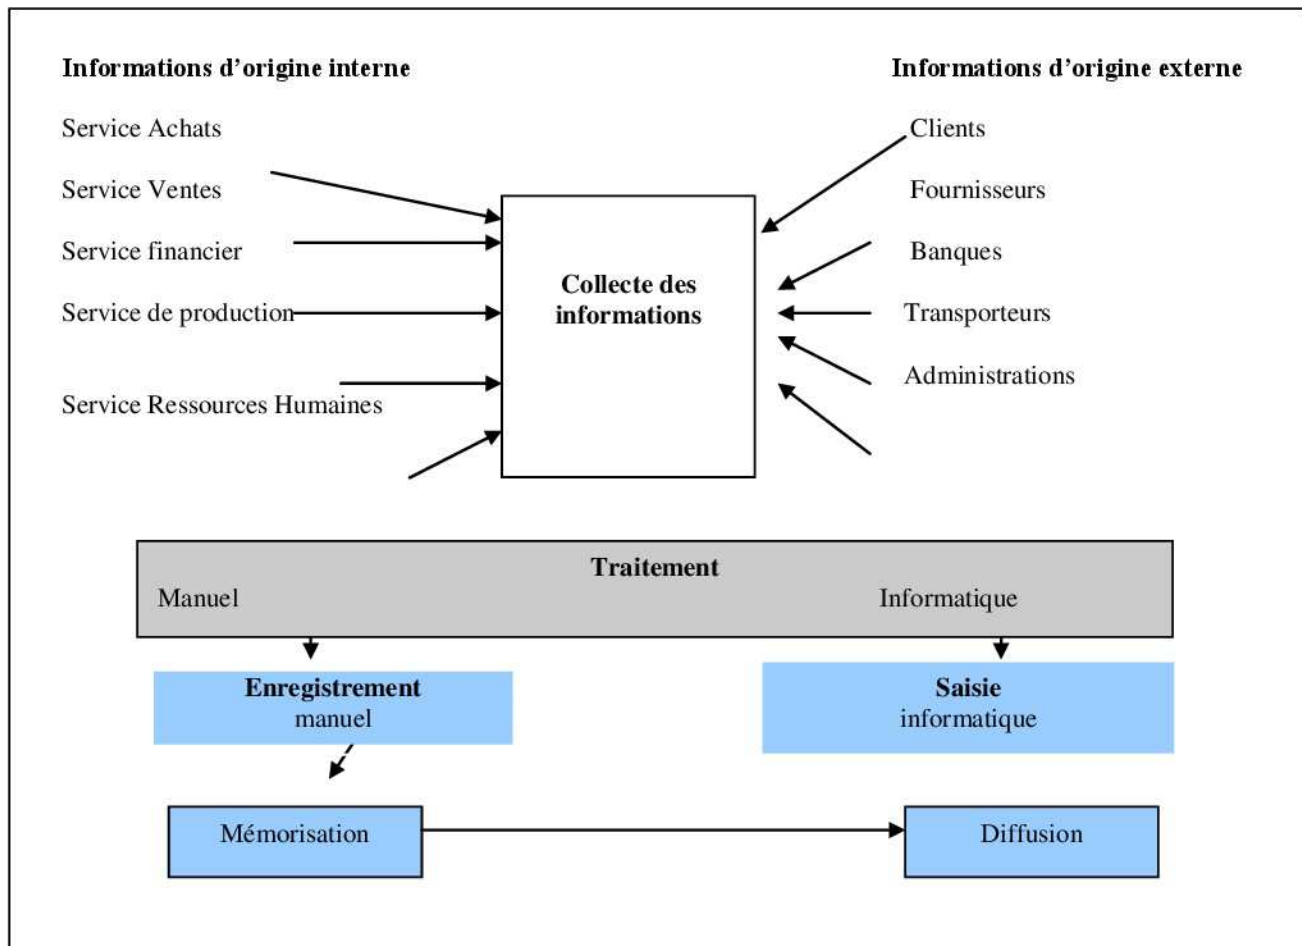 Informations d'origine interne
Informations d'origine externe
Service Achats
Clients
Service Ventes
Fournisseurs
Service financier
Banques
Collecte des
informations
Service de production
Transporteurs
Administrations
Service Ressources Humaines
Traitement
Manuel
Informatique
Enregistrement
manuel
Saisie
informatique
Mémorisation
Diffusion